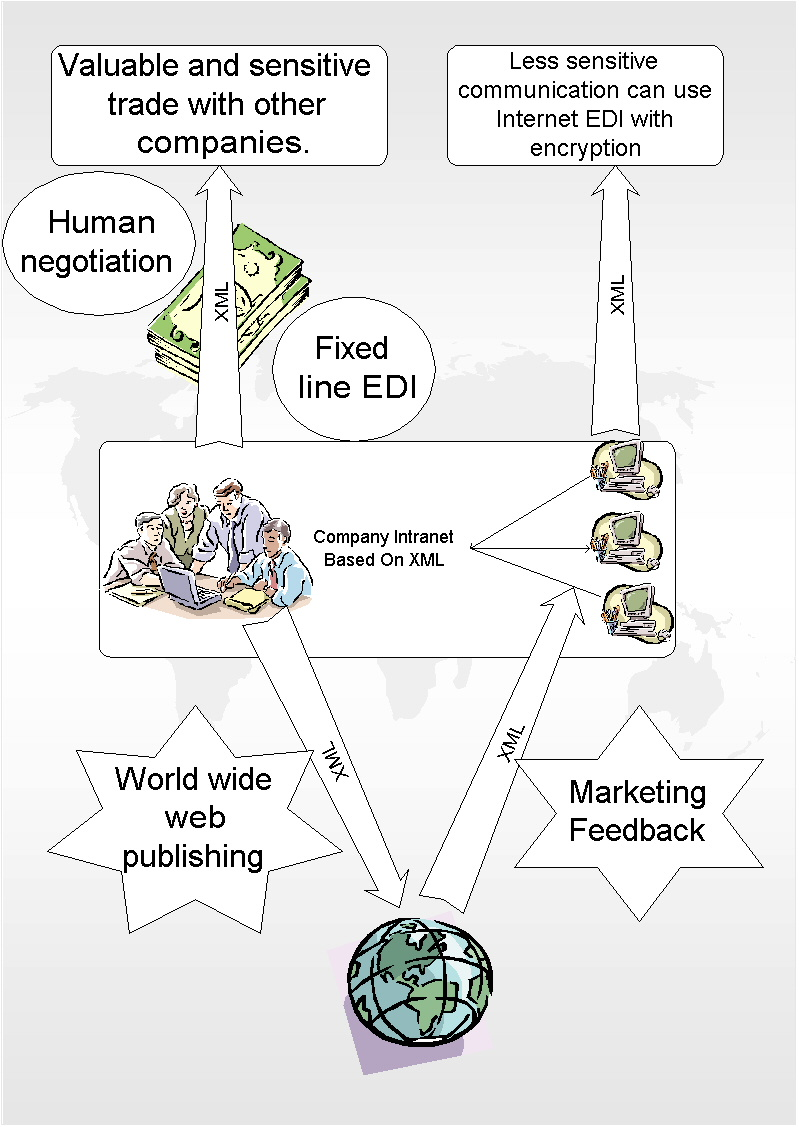 Valuable and sensitive
trade with other
companies.
Less sensitive
communication can use
Internet EDI with
encryption
Human
negotiation
XML
XML
Fixed
line EDI
Company Intranet
Based On XML
XML
XML
World wide
web
publishing
Marketing
Feedback